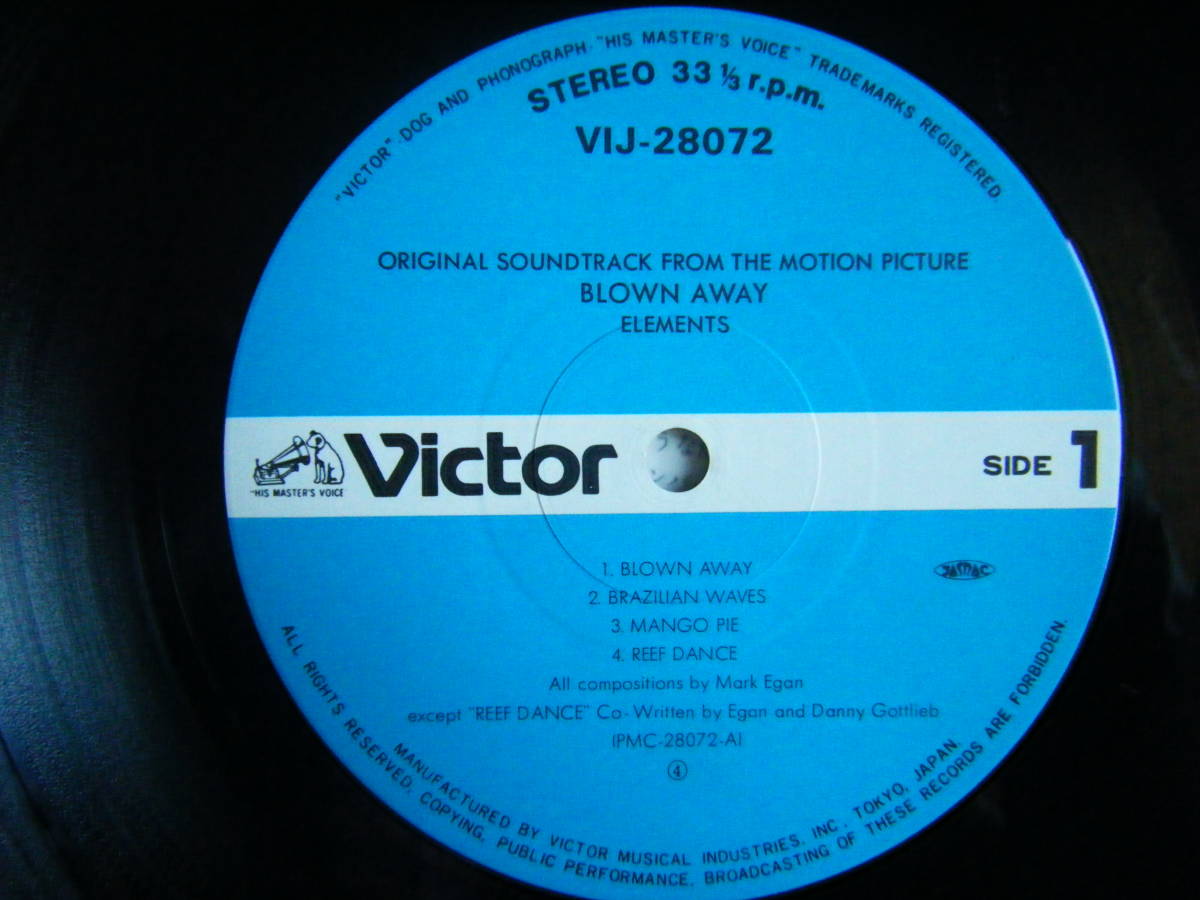 "VICTOR" DOG AND PHONOGRAPH "HIS MASTER'S VOICE" TRADEMARKS REGISTERED.
STEREO 33 ⅓ r.p.m.
VIJ-28072
ORIGINAL SOUNDTRACK FROM THE MOTION PICTURE
BLOWN AWAY
ELEMENTS
"HIS MASTER'S VOICE
Victor
SIDE 1
1. BLOWN AWAY
2. BRAZILIAN WAVES
3. MANGO PIE
4. REEF DANCE
JASRAC
All compositions by Mark Egan
except "REEF DANCE" Co-Written by Egan and Danny Gottlieb
(PMC-28072-A)
④
MANUFACTURED BY VICTOR MUSICAL INDUSTRIES, INC, TOKYO, JAPAN.
ALL RIGHTS RESERVED, COPYING, PUBLIC PERFORMANCE, BROADCASTING OF THESE RECORDS ARE FORBIDDEN.